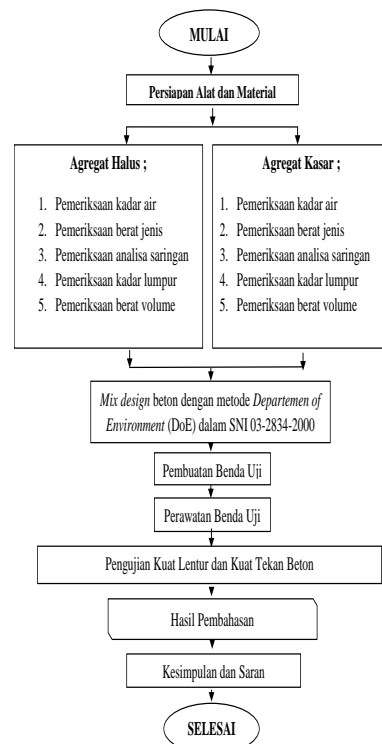 MULAI
Persiapan Alat dan Material
Agregat Halus ;
1. Pemeriksaan kadar air
2. Pemeriksaan berat jenis
3. Pemeriksaan analisa saringan
4. Pemeriksaan kadar lumpur
5. Pemeriksaan berat volume
Agregat Kasar ;
1. Pemeriksaan kadar air
2. Pemeriksaan berat jenis
3. Pemeriksaan analisa saringan
4. Pemeriksaan kadar lumpur
5. Pemeriksaan berat volume
Mix design beton dengan metode Departemen of
Environment (DoE) dalam SNI 03-2834-2000
Pembuatan Benda Uji
Perawatan Benda Uji
Pengujian Kuat Lentur dan Kuat Tekan Beton
Hasil Pembahasan
Kesimpulan dan Saran
SELESAI